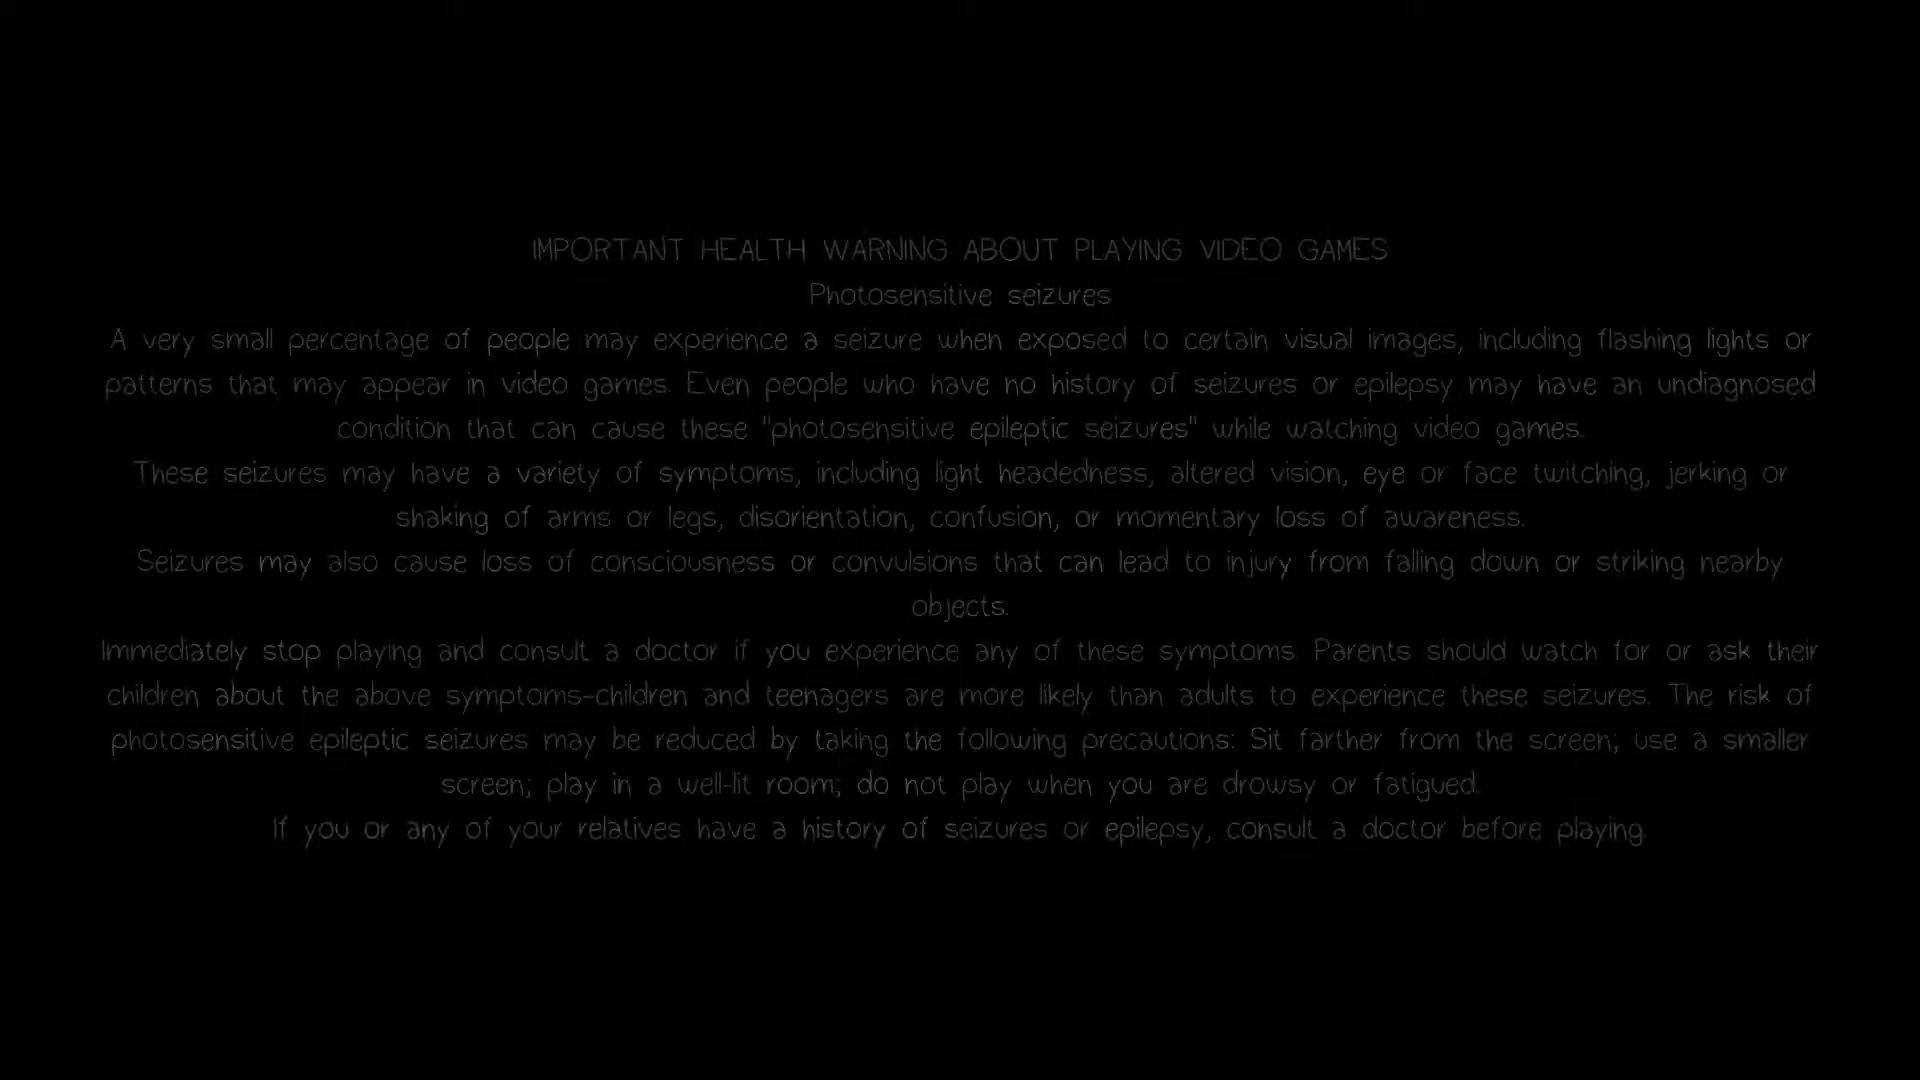 IMPORTANT HEALTH WARNING ABOUT PLAYING VIDEO GAMES
Photosensitive seizures
A very small percentage of people may experience a seizure when exposed to certain visual images, including flashing lights or
patterns that may appear in video games. Even people who have no history of seizures or epilepsy may have an undiagnosed
condition that can cause these "photosensitive epileptic seizures" while watching video games.
These seizures may have a variety of symptoms, including light headedness, altered vision, eye or face twitching, jerking or
shaking of arms or legs, disorientation, confusion, or momentary loss of awareness.
Seizures may also cause loss of consciousness or convulsions that can lead to injury from falling down or striking nearby
objects.
Immediately stop playing and consult a doctor if you experience any of these symptoms. Parents should watch for or ask their
children about the above symptoms-children and teenagers are more likely than adults to experience these seizures. The risk of
photosensitive epileptic seizures may be reduced by taking the following precautions: Sit farther from the screen; use a smaller
screen; play in a well-lit room; do not play when you are drowsy or fatigued.
If you or any of your relatives have a history of seizures or epilepsy, consult a doctor before playing.